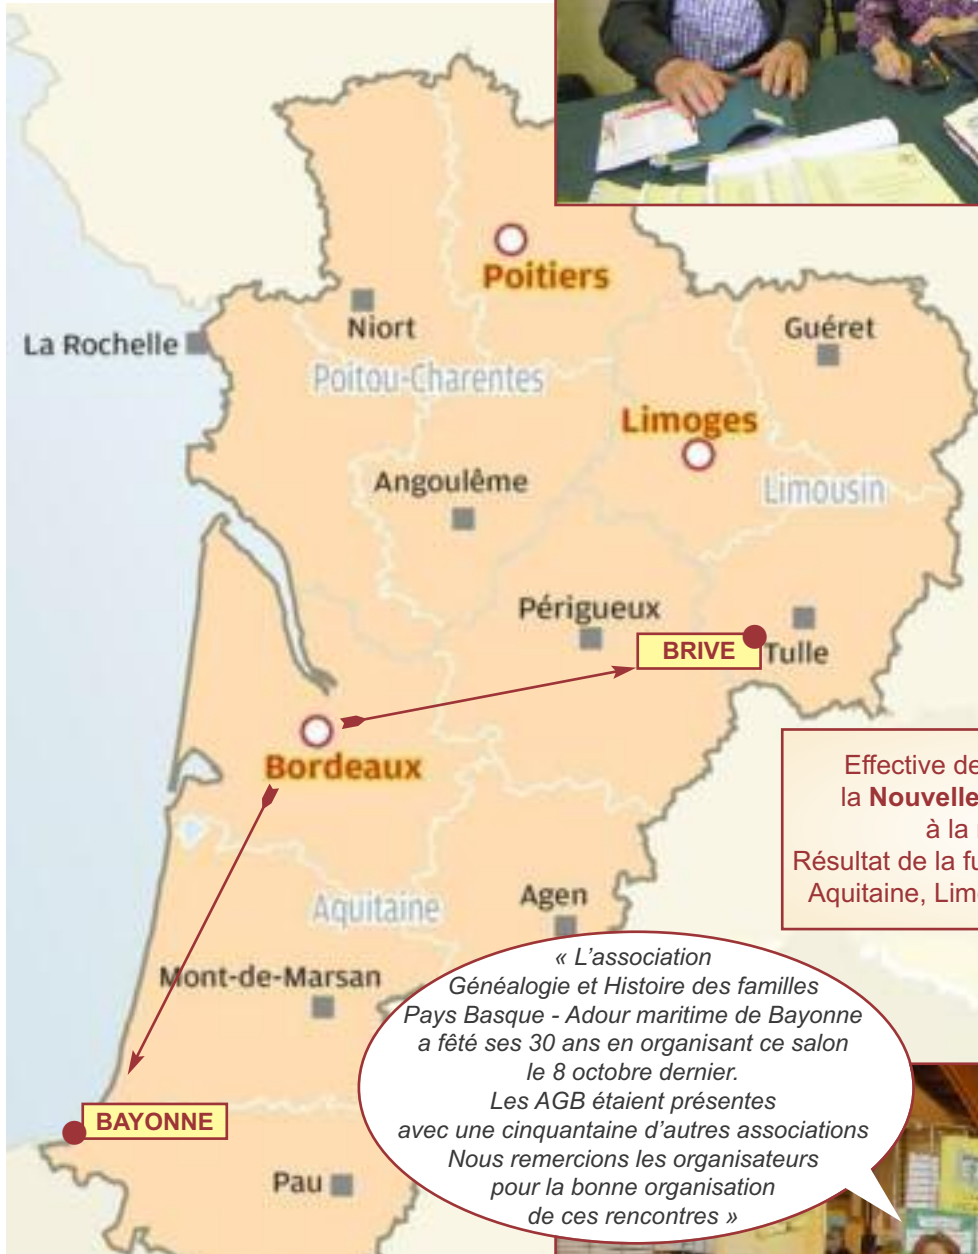 Poitiers
Niort
La Rochelle
Guéret
Poitou-Charentes
Limoges
Angoulême
Limousin
Périgueux
BRIVE
Tulle
Bordeaux
Effective de
la Nouvelle
à la
Résultat de la fu
Aquitaine, Lim
Agen
Aquitaine
Mont-de-Marsan
« L'association
Généalogie et Histoire des familles
Pays Basque - Adour maritime de Bayonne
a fêté ses 30 ans en organisant ce salon
le 8 octobre dernier.
Les AGB étaient présentes
avec une cinquantaine d'autres associations
Nous remercions les organisateurs
pour la bonne organisation
de ces rencontres »
BAYONNE
Pau